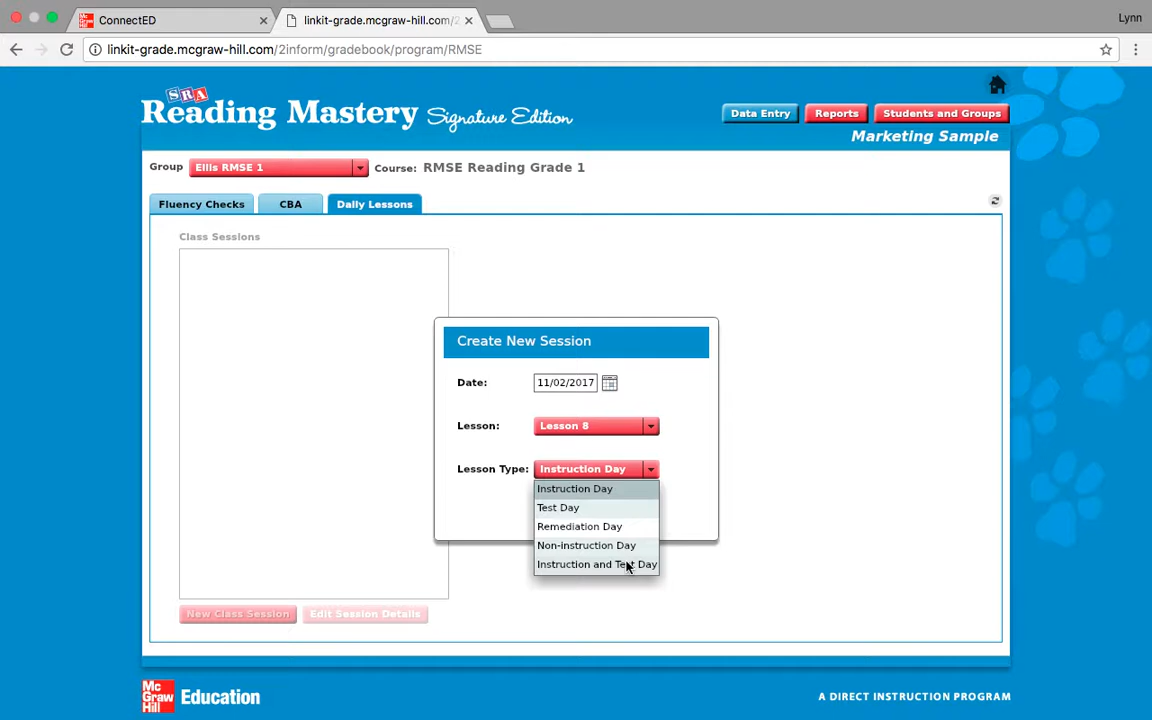 ConnectED
linkit-grade.mcgraw-hill.com/2
Lynn
linkit-grade.mcgraw-hill.com/2inform/gradebook/program/RMSE
SRA
Reading Mastery Signature Edition
Data Entry
Reports
Students and Groups
Marketing Sample
Group
Ellis RMSE 1
Course:
RMSE Reading Grade 1
Fluency Checks
CBA
Daily Lessons
Class Sessions
Create New Session
Date:
11/02/2017
Lesson:
Lesson 8
Lesson Type:
Instruction Day
Instruction Day
Test Day
Remediation Day
Non-instruction Day
Instruction and Test Day
New Class Session
Edit Session Details
Mc
Graw
Hill
Education
A DIRECT INSTRUCTION PROGRAM